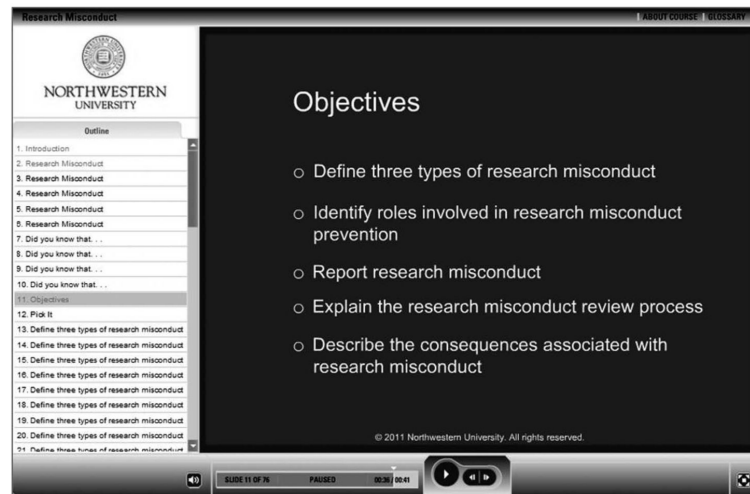 Research Misconduct
| ABOUT COURSE | GLOSSARY
NORTHWESTERN
UNIVERSITY
Outline
1. Introduction
2. Research Misconduct
3. Research Misconduct
4. Research Misconduct
5. Research Misconduct
6. Research Misconduct
7. Did you know that. . .
8. Did you know that. . .
9. Did you know that. . .
10. Did you know that. . .
11. Objectives
12. Pick It
13. Define three types of research misconduct
14. Define three types of research misconduct
15. Define three types of research misconduct
16. Define three types of research misconduct
17. Define three types of research misconduct
18. Define three types of research misconduct
19. Define three types of research misconduct
20. Define three types of research misconduct
21. Define three types of research misconduct
Objectives
Define three types of research misconduct
Identify roles involved in research misconduct
prevention
Report research misconduct
Explain the research misconduct review process
Describe the consequences associated with
research misconduct
© 2011 Northwestern University. All rights reserved.
SLIDE 11 OF 76 PAUSED 00:36 / 00:41